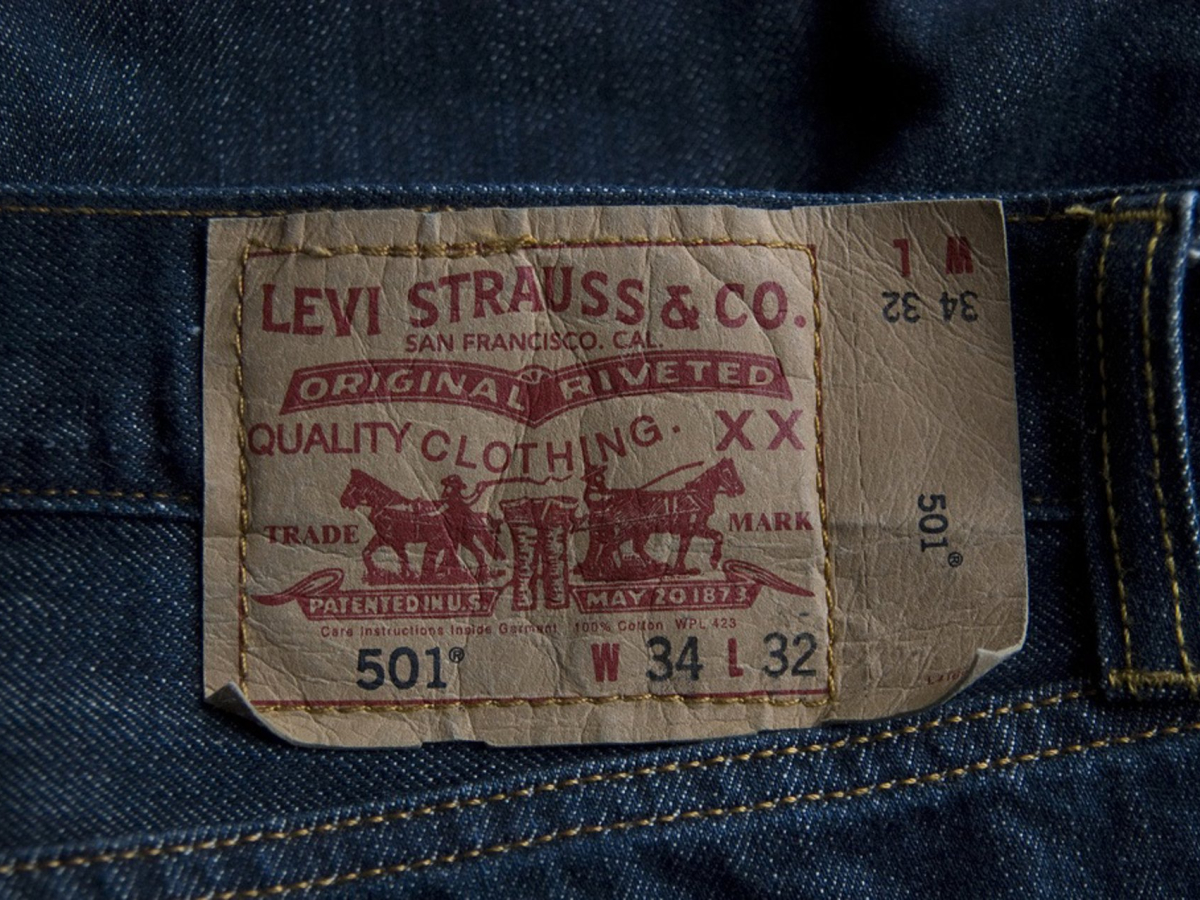 LEVI STRAUSS & CO.
SAN FRANCISCO. CAL.
ORIGINAL RIVETED
QUALITY CLOTHING. XX
TRADE MARK
PATENTED IN U.S. MAY 20 1873
Care Instructions Inside Garment 100% Cotton WPL 423
501® W 34 L 32
W L
34 32
501®